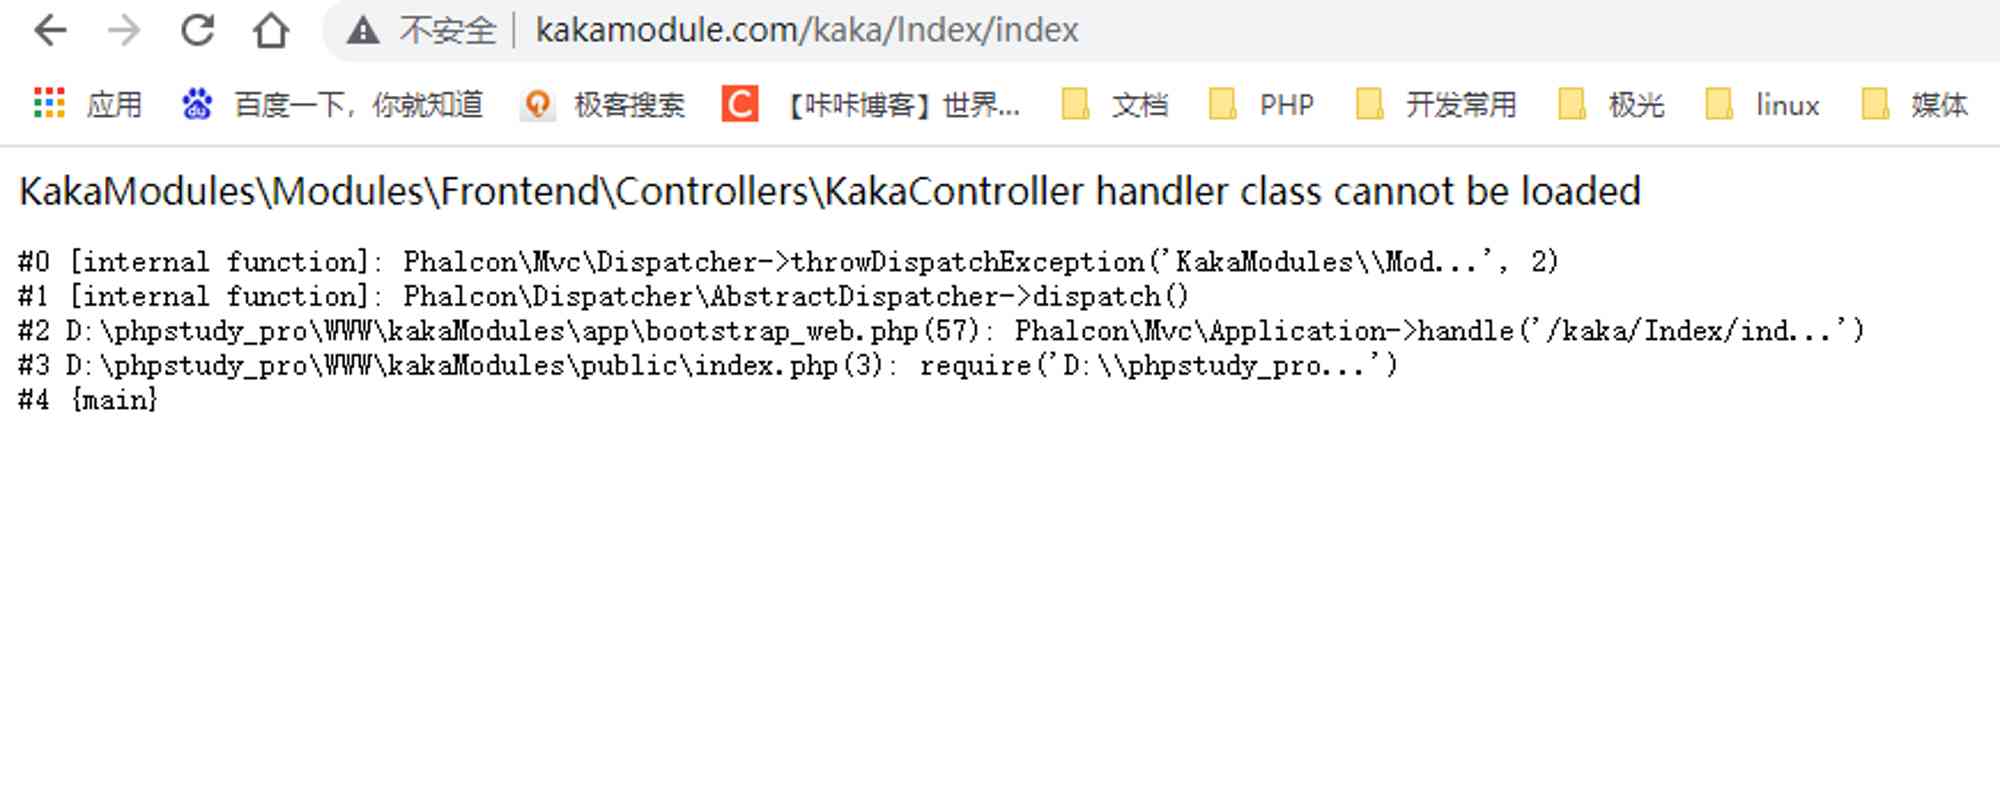 不安全 kakamodule.com/kaka/Index/index
应用 百度一下，你就知道 极客搜索 【咔咔博客】世界... 文档 PHP 开发常用 极光 linux 媒体
KakaModules\Modules\Frontend\Controllers\KakaController handler class cannot be loaded
#0 [internal function]: Phalcon\Mvc\Dispatcher->throwDispatchException('KakaModules\\Mod...', 2)
#1 [internal function]: Phalcon\Dispatcher\AbstractDispatcher->dispatch()
#2 D:\phpstudy_pro\WWW\kakaModules\app\bootstrap_web.php(57): Phalcon\Mvc\Application->handle('/kaka/Index/ind...')
#3 D:\phpstudy_pro\WWW\kakaModules\public\index.php(3): require('D:\\phpstudy_pro...')
#4 {main}